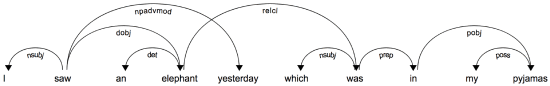 npadvmod relcl
dobj pobj
nsubj det nsubj prep poss
I saw an elephant yesterday which was in my pyjamas